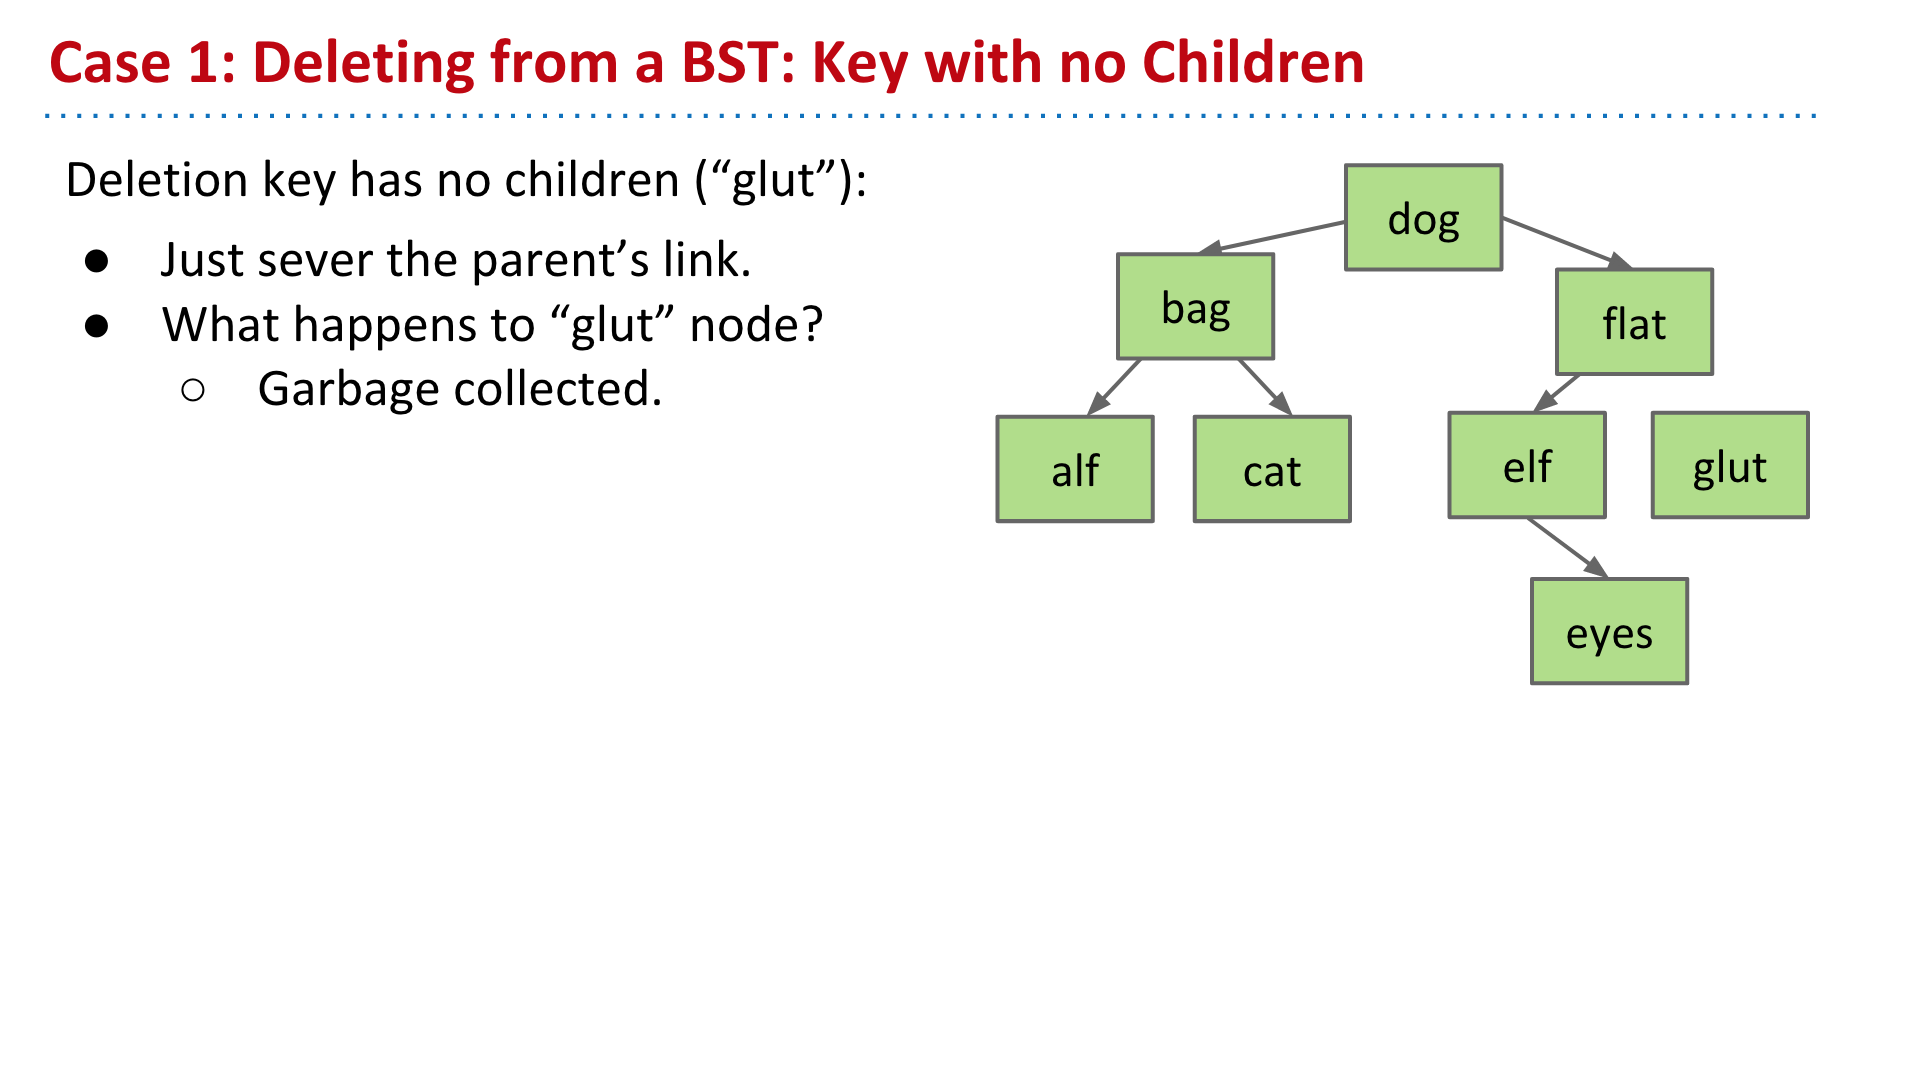 Case 1: Deleting from a BST: Key with no Children
Deletion key has no children (“glut”):
● Just sever the parent’s link.
● What happens to “glut” node?
○ Garbage collected.
dog
bag
flat
alf
cat
elf
glut
eyes